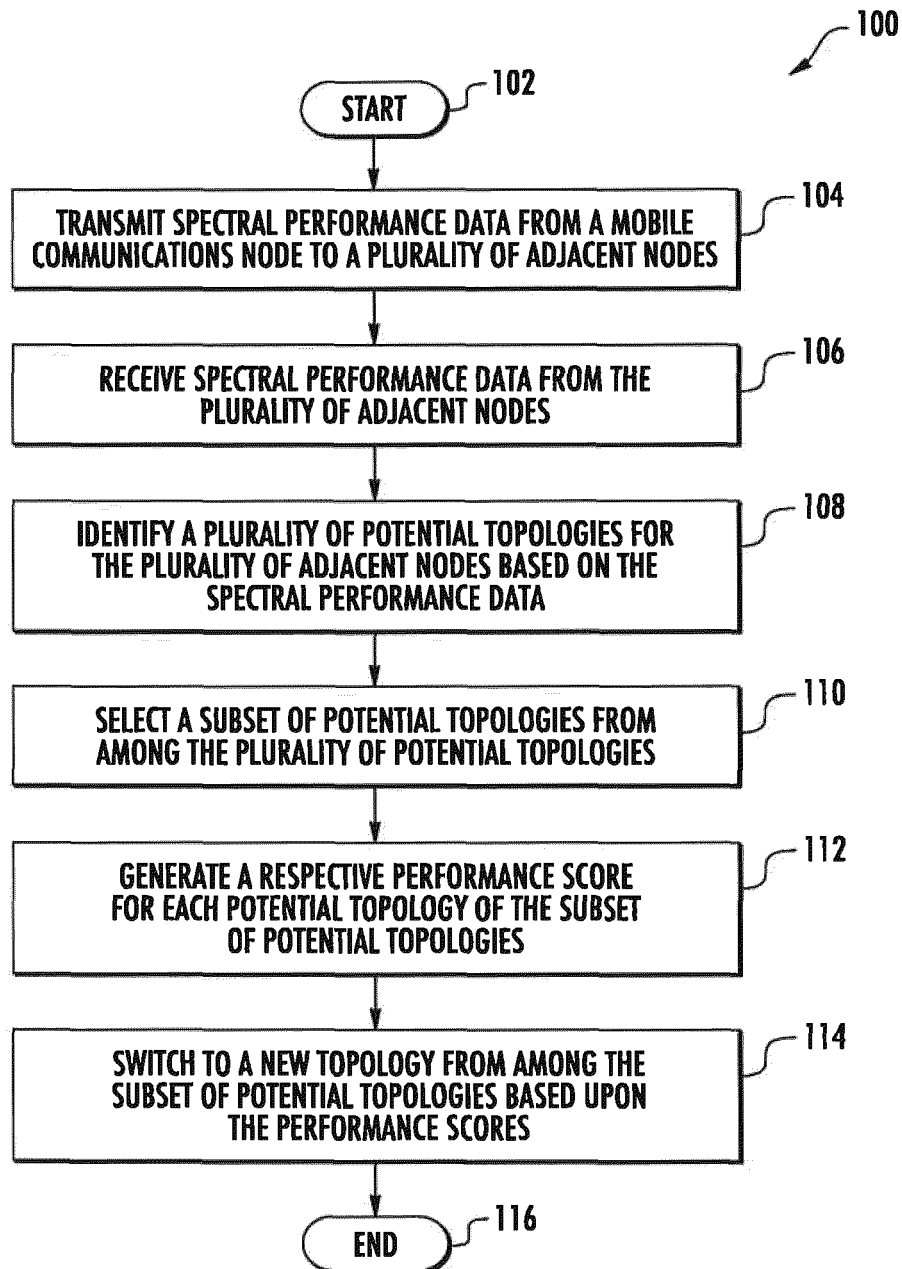 100
START
102
TRANSMIT SPECTRAL PERFORMANCE DATA FROM A MOBILE
COMMUNICATIONS NODE TO A PLURALITY OF ADJACENT NODES
104
RECEIVE SPECTRAL PERFORMANCE DATA FROM THE
PLURALITY OF ADJACENT NODES
106
IDENTIFY A PLURALITY OF POTENTIAL TOPOLOGIES FOR
THE PLURALITY OF ADJACENT NODES BASED ON THE
SPECTRAL PERFORMANCE DATA
108
SELECT A SUBSET OF POTENTIAL TOPOLOGIES FROM
AMONG THE PLURALITY OF POTENTIAL TOPOLOGIES
110
GENERATE A RESPECTIVE PERFORMANCE SCORE
FOR EACH POTENTIAL TOPOLOGY OF THE SUBSET
OF POTENTIAL TOPOLOGIES
112
SWITCH TO A NEW TOPOLOGY FROM AMONG THE
SUBSET OF POTENTIAL TOPOLOGIES BASED UPON
THE PERFORMANCE SCORES
114
END
116